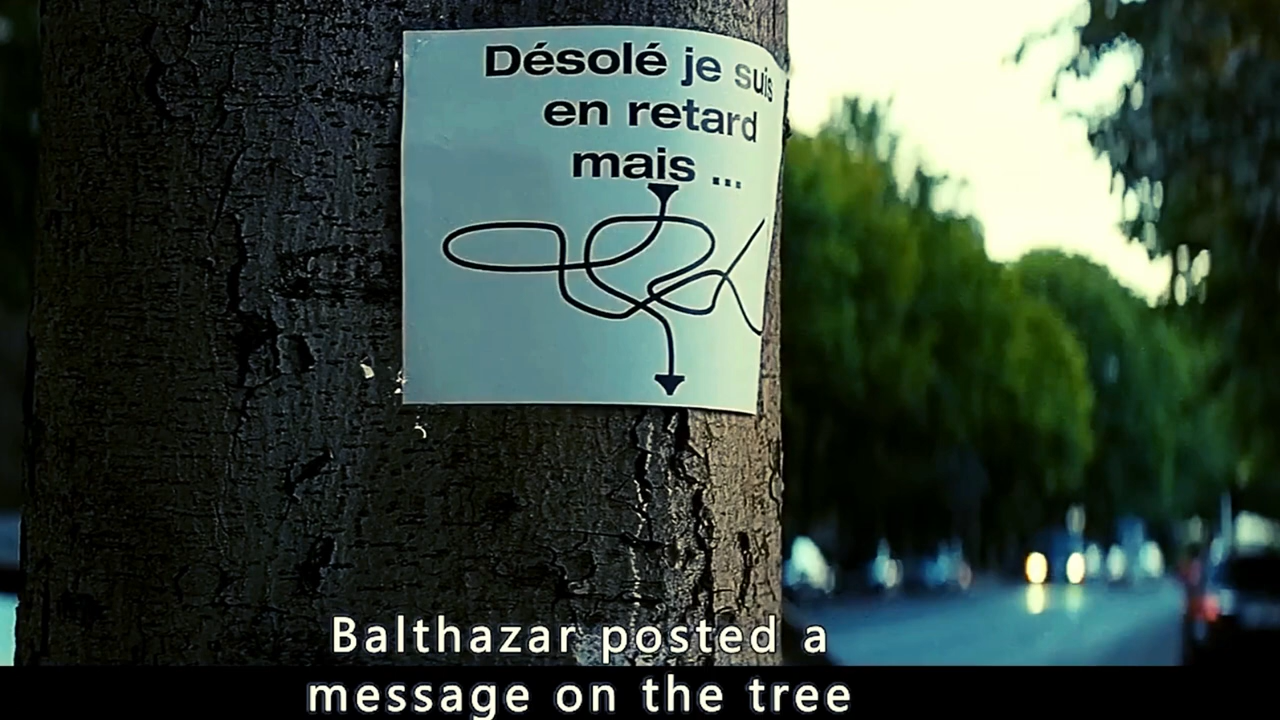 Désolé je suis
en retard
mais ...
Balthazar posted a
message on the tree